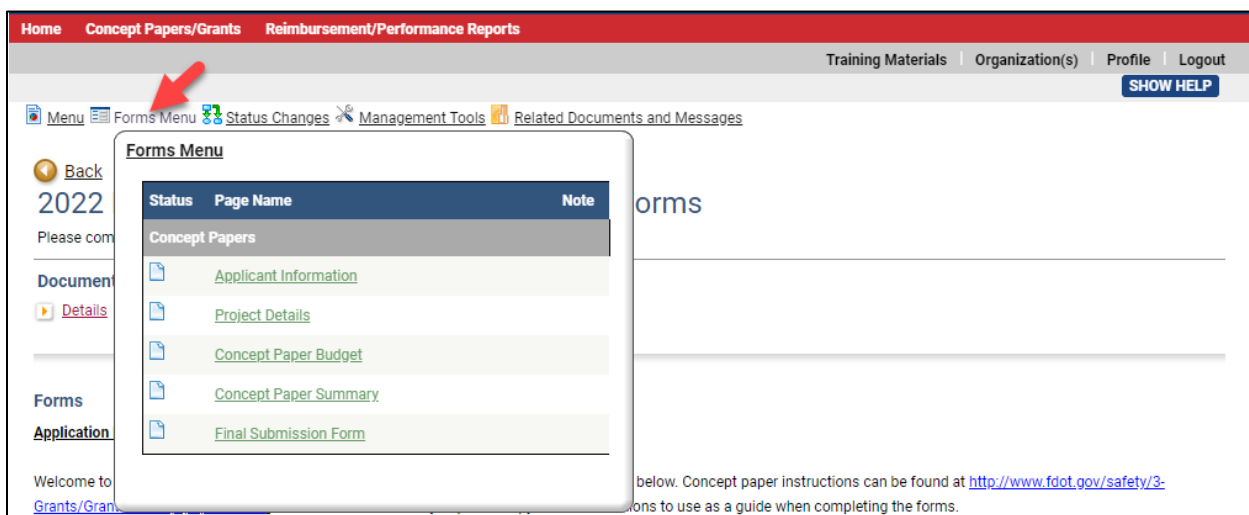 Home Concept Papers/Grants Reimbursement/Performance Reports
Training Materials Organization(s) Profile Logout
SHOW HELP
Menu Forms Menu Status Changes Management Tools Related Documents and Messages
Forms Menu
Back
2022 orms
Status Page Name Note
Please com
Concept Papers
Document
Applicant Information
Details
Project Details
Concept Paper Budget
Concept Paper Summary
Forms
Final Submission Form
Application
Welcome to below. Concept paper instructions can be found at http://www.fdot.gov/safety/3-
Grants/Gran ions to use as a guide when completing the forms.